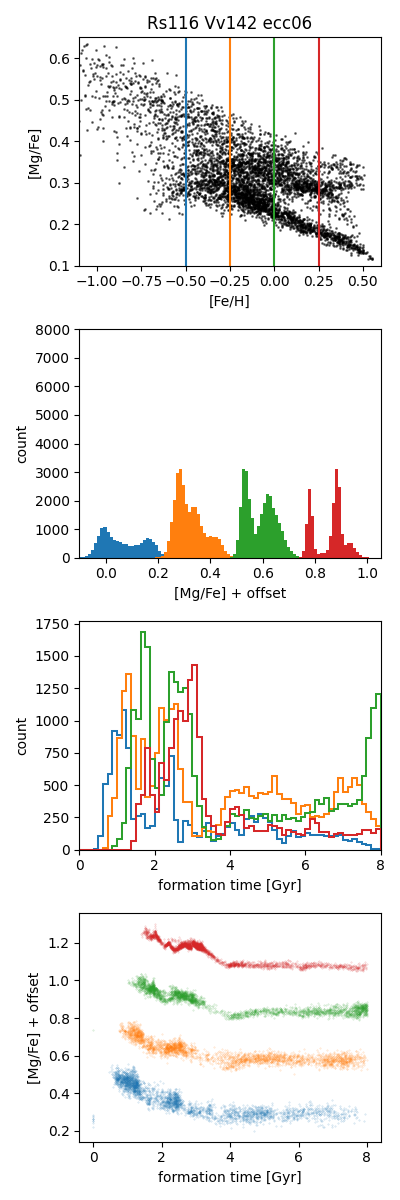 Rs116 Vv142 ecc06
[Mg/Fe]
0.6
0.5
0.4
0.3
0.2
0.1
−1.00 −0.75 −0.50 −0.25 0.00 0.25 0.50
[Fe/H]
count
8000
7000
6000
5000
4000
3000
2000
1000
0
0.0 0.2 0.4 0.6 0.8 1.0
[Mg/Fe] + offset
count
1750
1500
1250
1000
750
500
250
0
0 2 4 6 8
formation time [Gyr]
[Mg/Fe] + offset
1.2
1.0
0.8
0.6
0.4
0.2
0 2 4 6 8
formation time [Gyr]